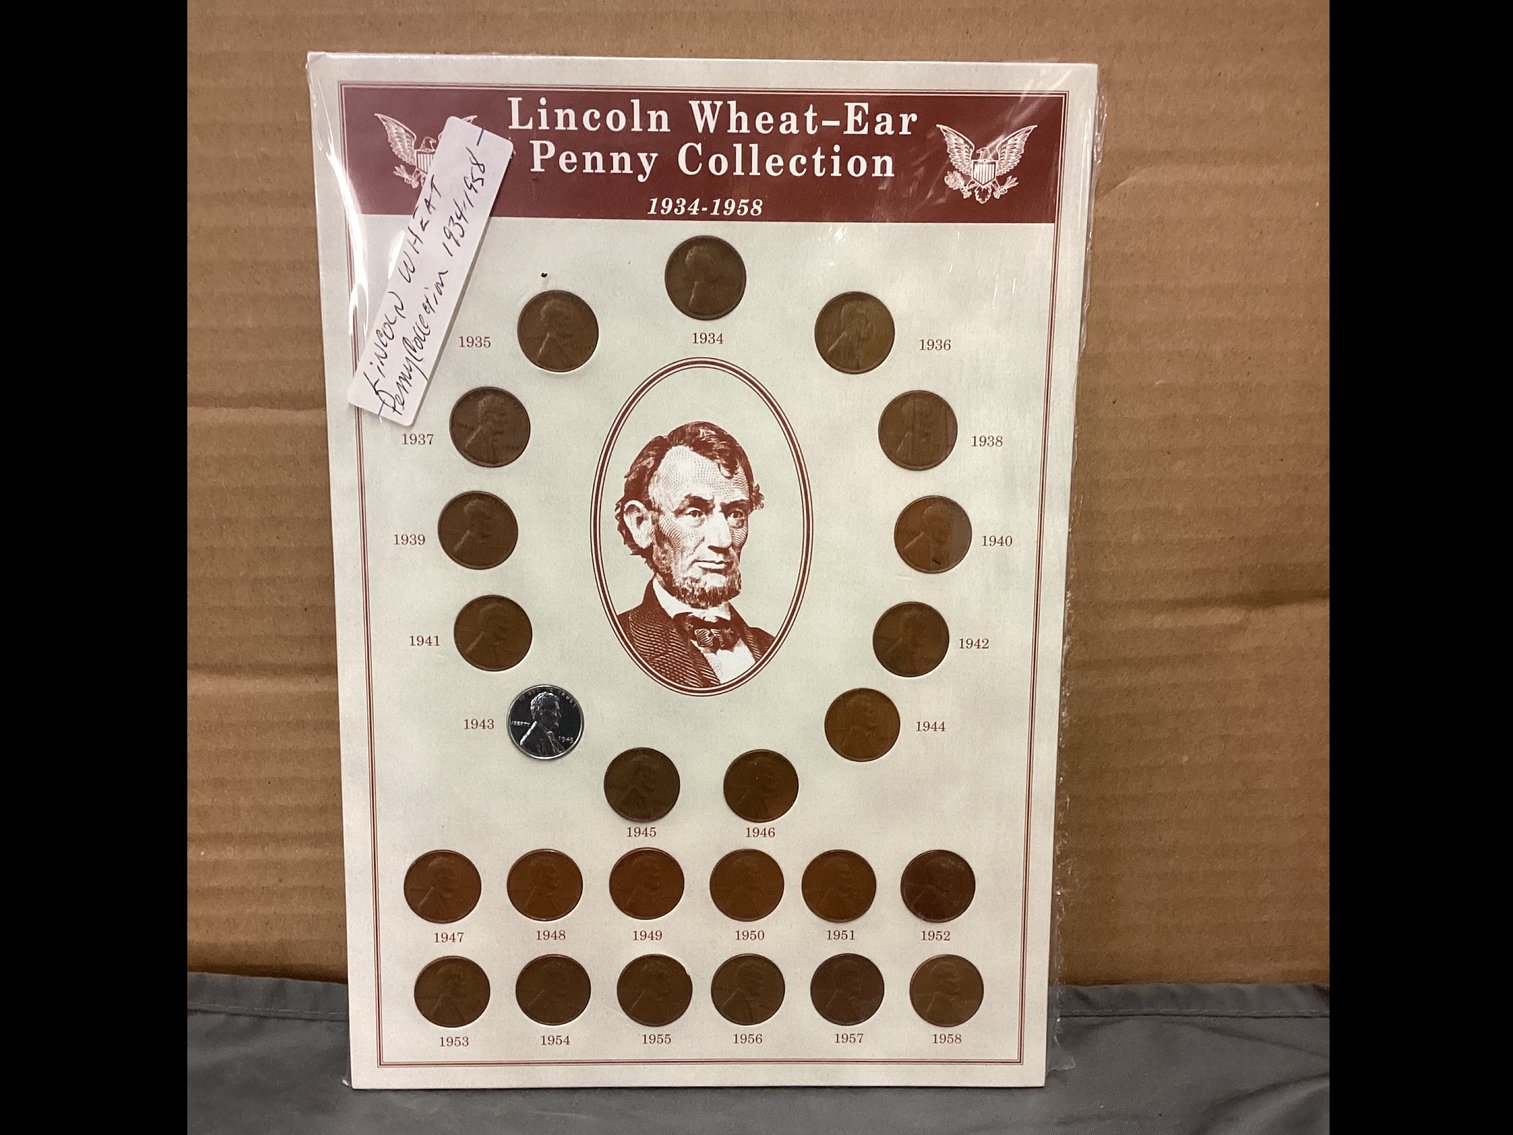 Lincoln Wheat-Ear
Penny Collection
1934-1958
LINCOLN WHEAT
Penny Collection 1934-1958-
1934
1935
1936
1937
1938
1939
1940
1941
1942
1943
LIBERTY
1943
1944
1945
1946
1947 1948 1949 1950 1951 1952
1953 1954 1955 1956 1957 1958